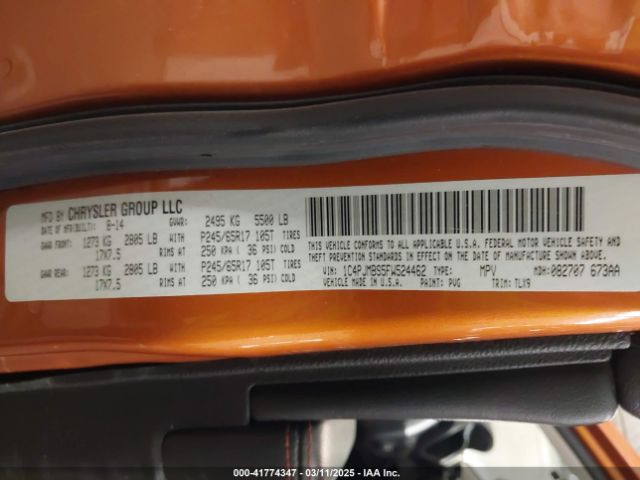 MFD BY CHRYSLER GROUP LLC
DATE OF MFR(BUILT): 8-14 GVWR: 2495 KG 5500 LB
GAWR FRONT: 1273 KG 2805 LB WITH P245/65R17 105T TIRES
17X7.5 RIMS AT 250 KPA ( 36 PSI) COLD
GAWR REAR: 1273 KG 2805 LB WITH P245/65R17 105T TIRES
17X7.5 RIMS AT 250 KPA ( 36 PSI) COLD
THIS VEHICLE CONFORMS TO ALL APPLICABLE U.S.A. FEDERAL MOTOR VEHICLE SAFETY
AND THEFT PREVENTION STANDARDS IN EFFECT ON THE DATE OF MANUFACTURE SHOWN ABOVE.
VIN: 1C4PJMBS5FW524462 TYPE: MPV MDH: 082707 673AA
MADE IN U.S.A. PAINT: PVG TRIM: TLX9
00-41774347 | 03/11/2025 | IAA Inc.